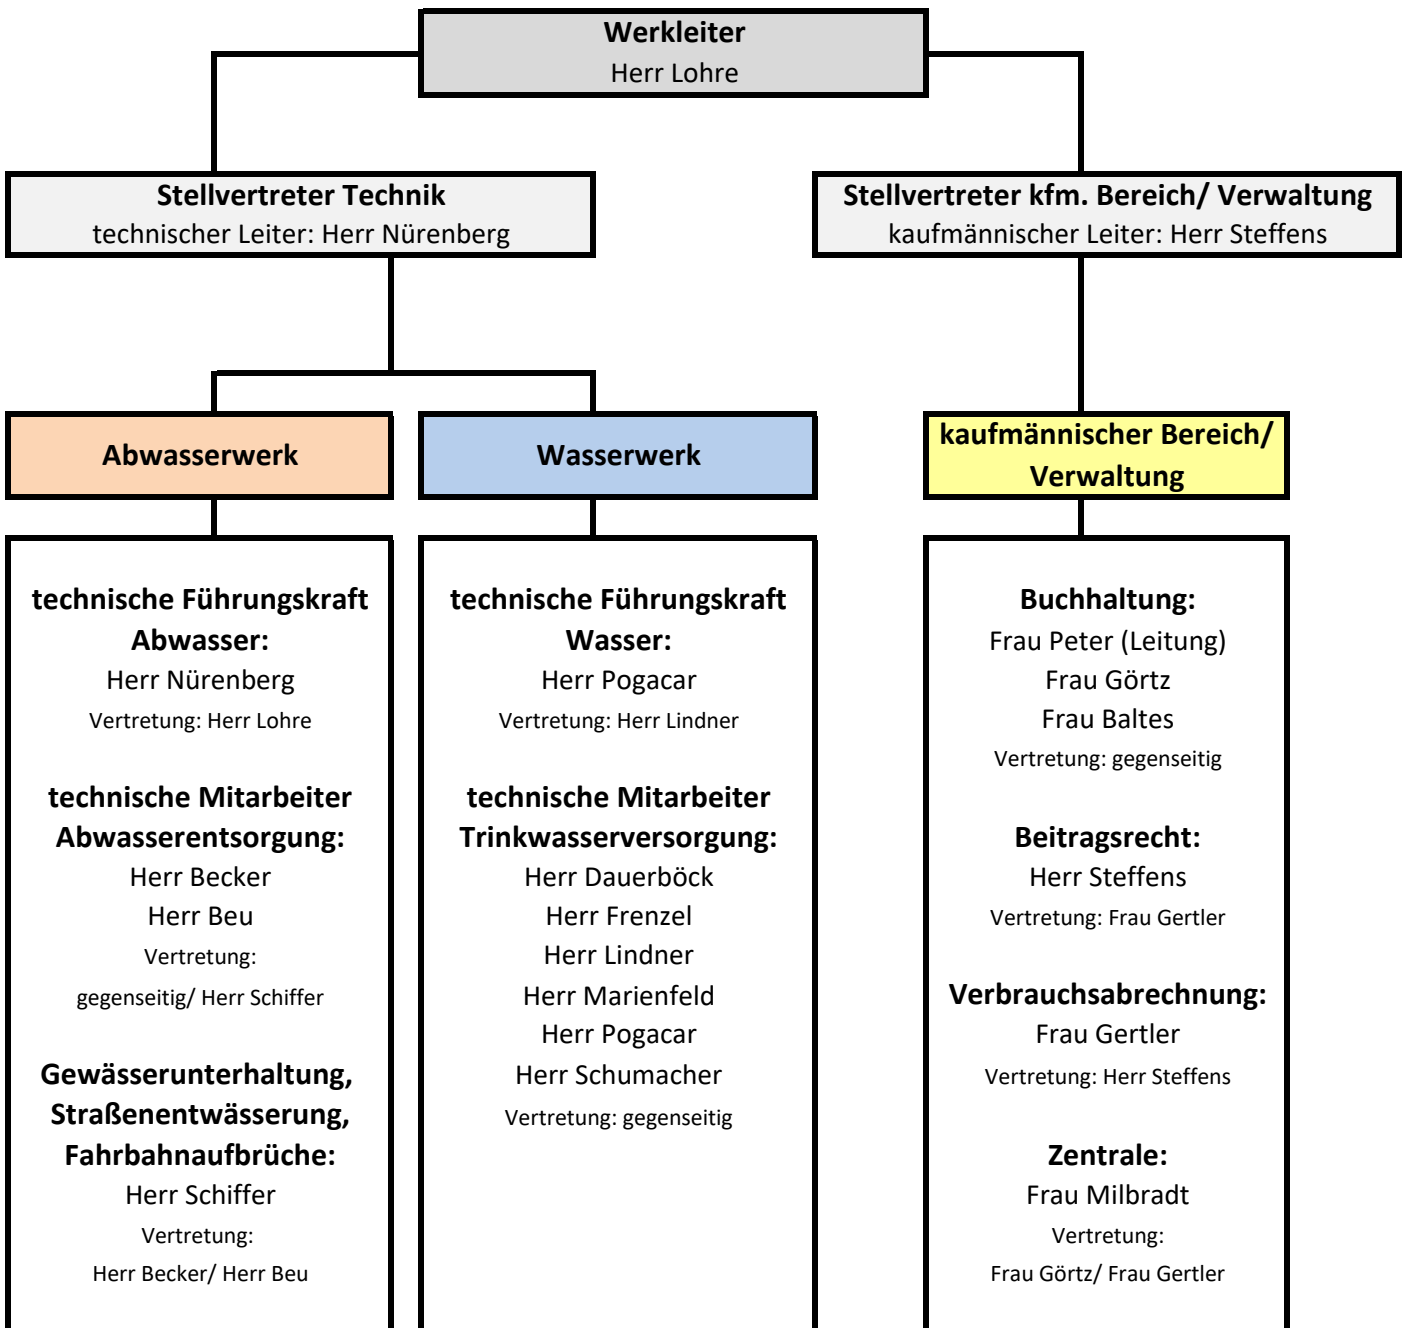 Werkleiter
Herr Lohre
Stellvertreter Technik
technischer Leiter: Herr Nürenberg
Stellvertreter kfm. Bereich/ Verwaltung
kaufmännischer Leiter: Herr Steffens
Abwasserwerk
Wasserwerk
kaufmännischer Bereich/
Verwaltung
technische Führungskraft
Abwasser:
Herr Nürenberg
Vertretung: Herr Lohre
technische Mitarbeiter
Abwasserentsorgung:
Herr Becker
Herr Beu
Vertretung:
gegenseitig/ Herr Schiffer
Gewässerunterhaltung,
Straßenentwässerung,
Fahrbahnaufbrüche:
Herr Schiffer
Vertretung:
Herr Becker/ Herr Beu
technische Führungskraft
Wasser:
Herr Pogacar
Vertretung: Herr Lindner
technische Mitarbeiter
Trinkwasserversorgung:
Herr Dauerböck
Herr Frenzel
Herr Lindner
Herr Marienfeld
Herr Pogacar
Herr Schumacher
Vertretung: gegenseitig
Buchhaltung:
Frau Peter (Leitung)
Frau Görtz
Frau Baltes
Vertretung: gegenseitig
Beitragsrecht:
Herr Steffens
Vertretung: Frau Gertler
Verbrauchsabrechnung:
Frau Gertler
Vertretung: Herr Steffens
Zentrale:
Frau Milbradt
Vertretung:
Frau Görtz/ Frau Gertler